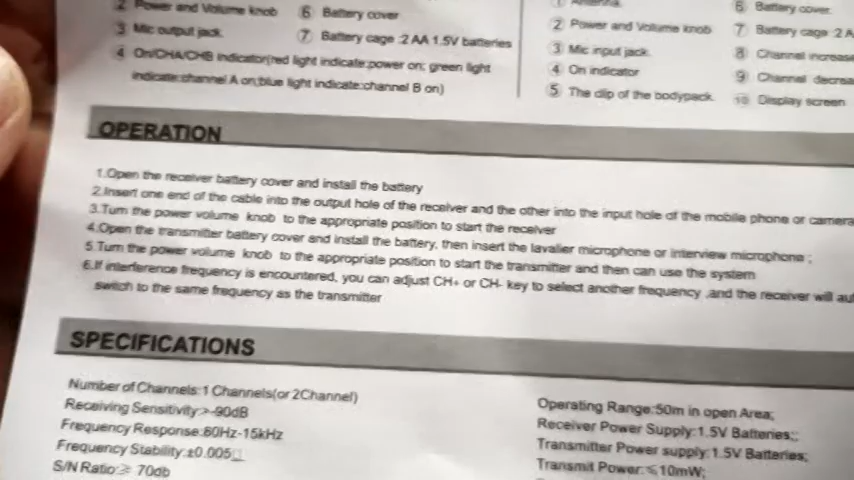 2 Power and Volume knob
6 Battery cover
3 Mic output jack
7 Battery cage :2 AA 1.5V batteries
4 On/CHA/CHB indicator(red light indicate:power on; green light
indicate:channel A on;blue light indicate:channel B on)
1 Antenna
6 Battery cover
2 Power and Volume knob
7 Battery cage :2 A
3 Mic input jack
8 Channel increase
4 On indicator
9 Channel
5 The clip of the bodypack.
10 Display screen
OPERATION
1.Open the receiver battery cover and install the battery
2.Insert one end of the cable into the output hole of the receiver and the other into the input hole of the mobile phone or camera
3.Turn the power volume knob to the appropriate position to start the receiver
4.Open the transmitter battery cover and install the battery, then insert the lavalier microphone or interview microphone ;
5.Turn the power volume knob to the appropriate position to start the transmitter and then can use the system
6.If interference frequency is encountered, you can adjust CH+ or CH- key to select another frequency ,and the receiver will
switch to the same frequency as the transmitter
SPECIFICATIONS
Number of Channels:1 Channels(or 2Channel)
Receiving Sensitivity:>-90dB
Frequency Response:60Hz-15kHz
Frequency Stability:±0.005□
S/N Ratio:≥ 70db
Operating Range:50m in open Area;
Receiver Power Supply:1.5V Batteries;;
Transmitter Power supply:1.5V Batteries;
Transmit Power:≤10mW;